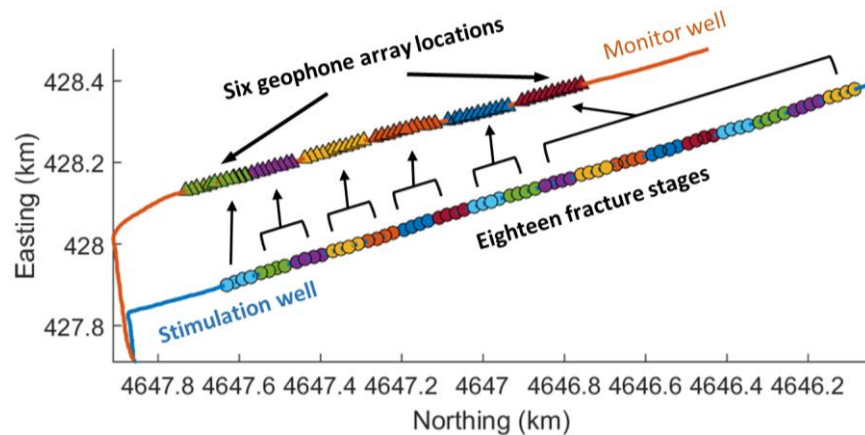 Six geophone array locations
Monitor well
428.4
428.2
428
427.8
Easting (km)
Eighteen fracture stages
Stimulation well
4647.8 4647.6 4647.4 4647.2 4647 4646.8 4646.6 4646.4 4646.2
Northing (km)